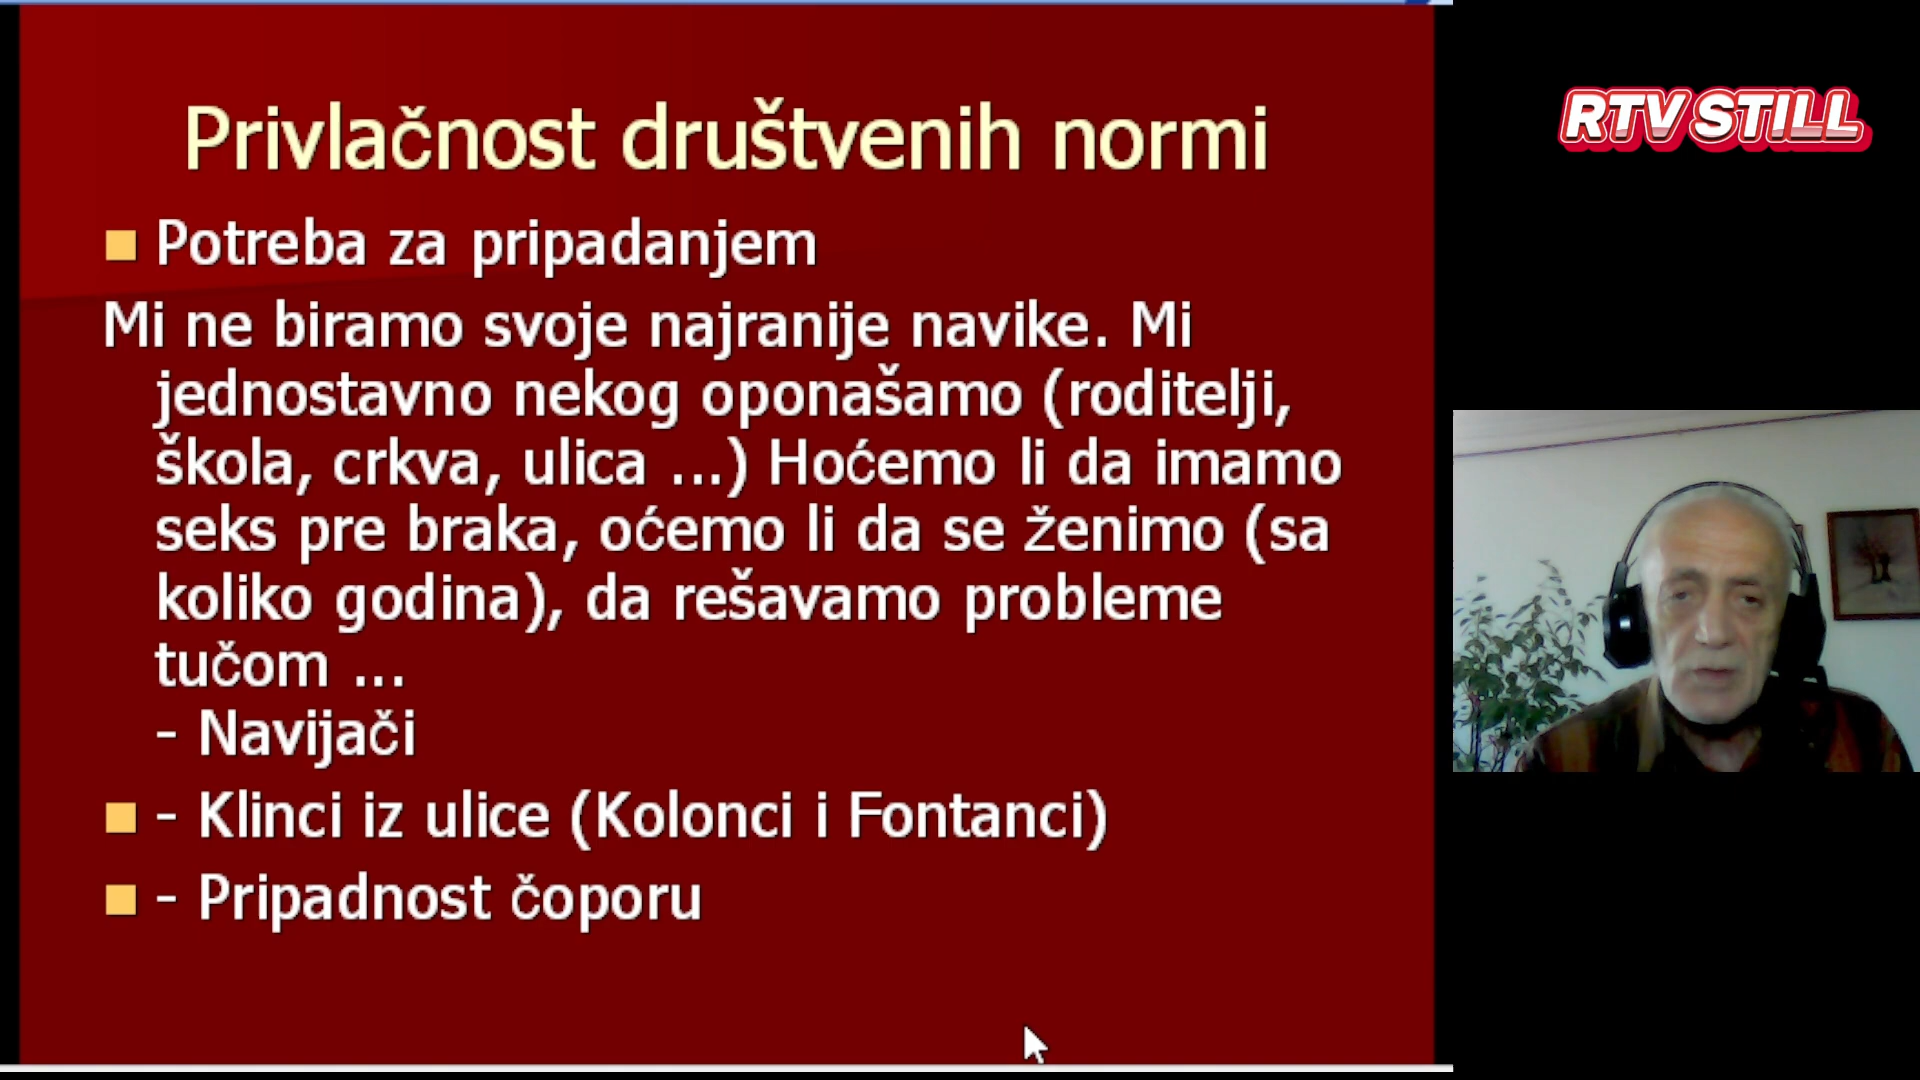 Privlačnost društvenih normi
Potreba za pripadanjem
Mi ne biramo svoje najranije navike. Mi
jednostavno nekog oponašamo (roditelji,
škola, crkva, ulica ...) Hoćemo li da imamo
seks pre braka, oćemo li da se ženimo (sa
koliko godina), da rešavamo probleme
tučom ...
- Navijači
- Klinci iz ulice (Kolonci i Fontanci)
- Pripadnost čoporu
RTV STILL